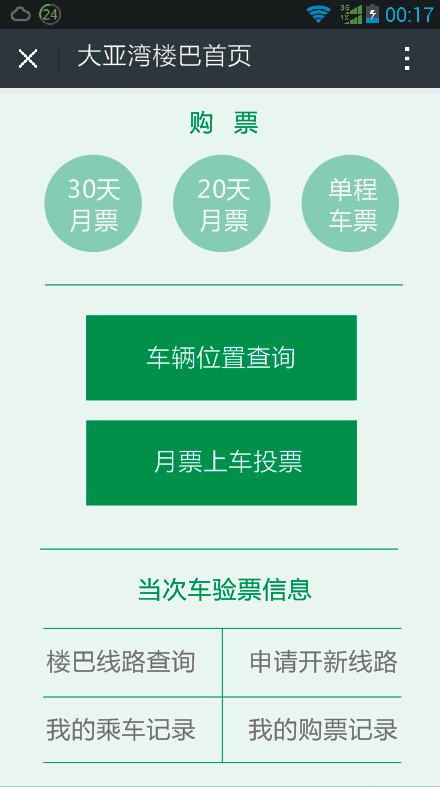 24 3G 1X 00:17
大亚湾楼巴首页
购 票
30天
月票
20天
月票
单程
车票
车辆位置查询
月票上车投票
当次车验票信息
楼巴线路查询 申请开新线路
我的乘车记录 我的购票记录